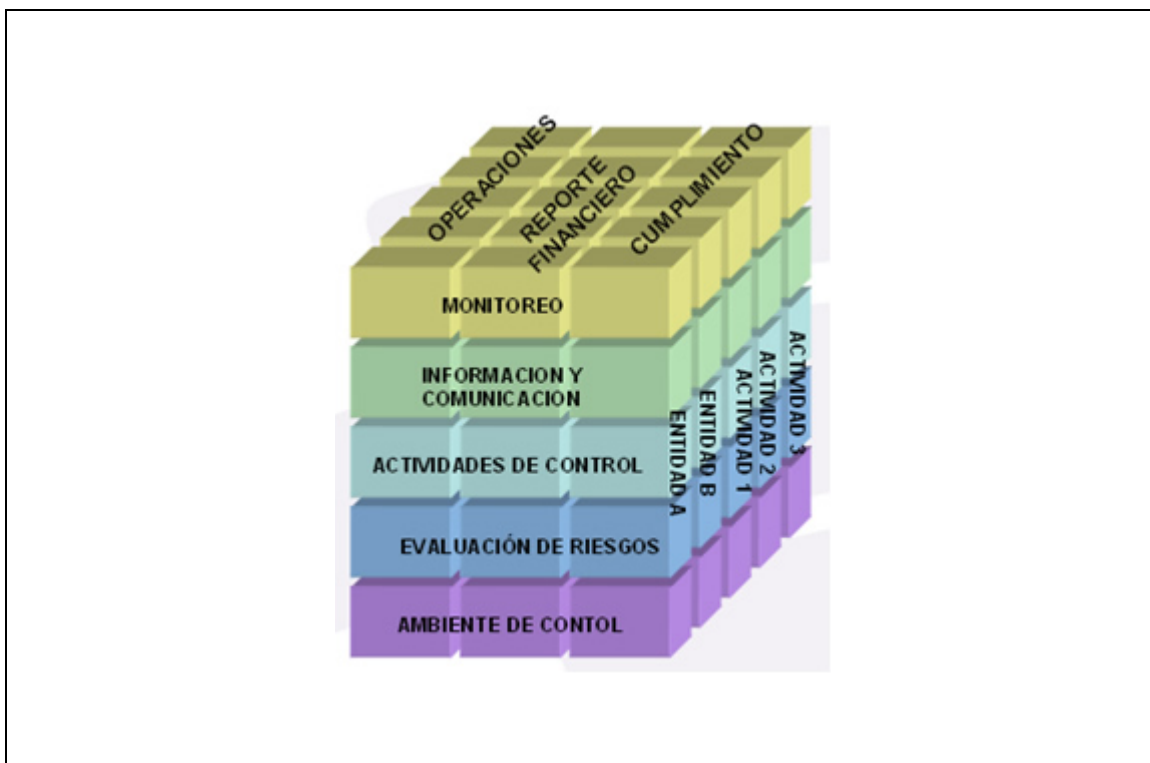 OPERACIONES
REPORTE
FINANCIERO
CUMPLIMIENTO
MONITOREO
INFORMACION Y
COMUNICACION
ACTIVIDADES DE CONTROL
EVALUACIÓN DE RIESGOS
AMBIENTE DE CONTOL
ENTIDAD A
ENTIDAD B
ACTIVIDAD 1
ACTIVIDAD 2
ACTIVIDAD 3